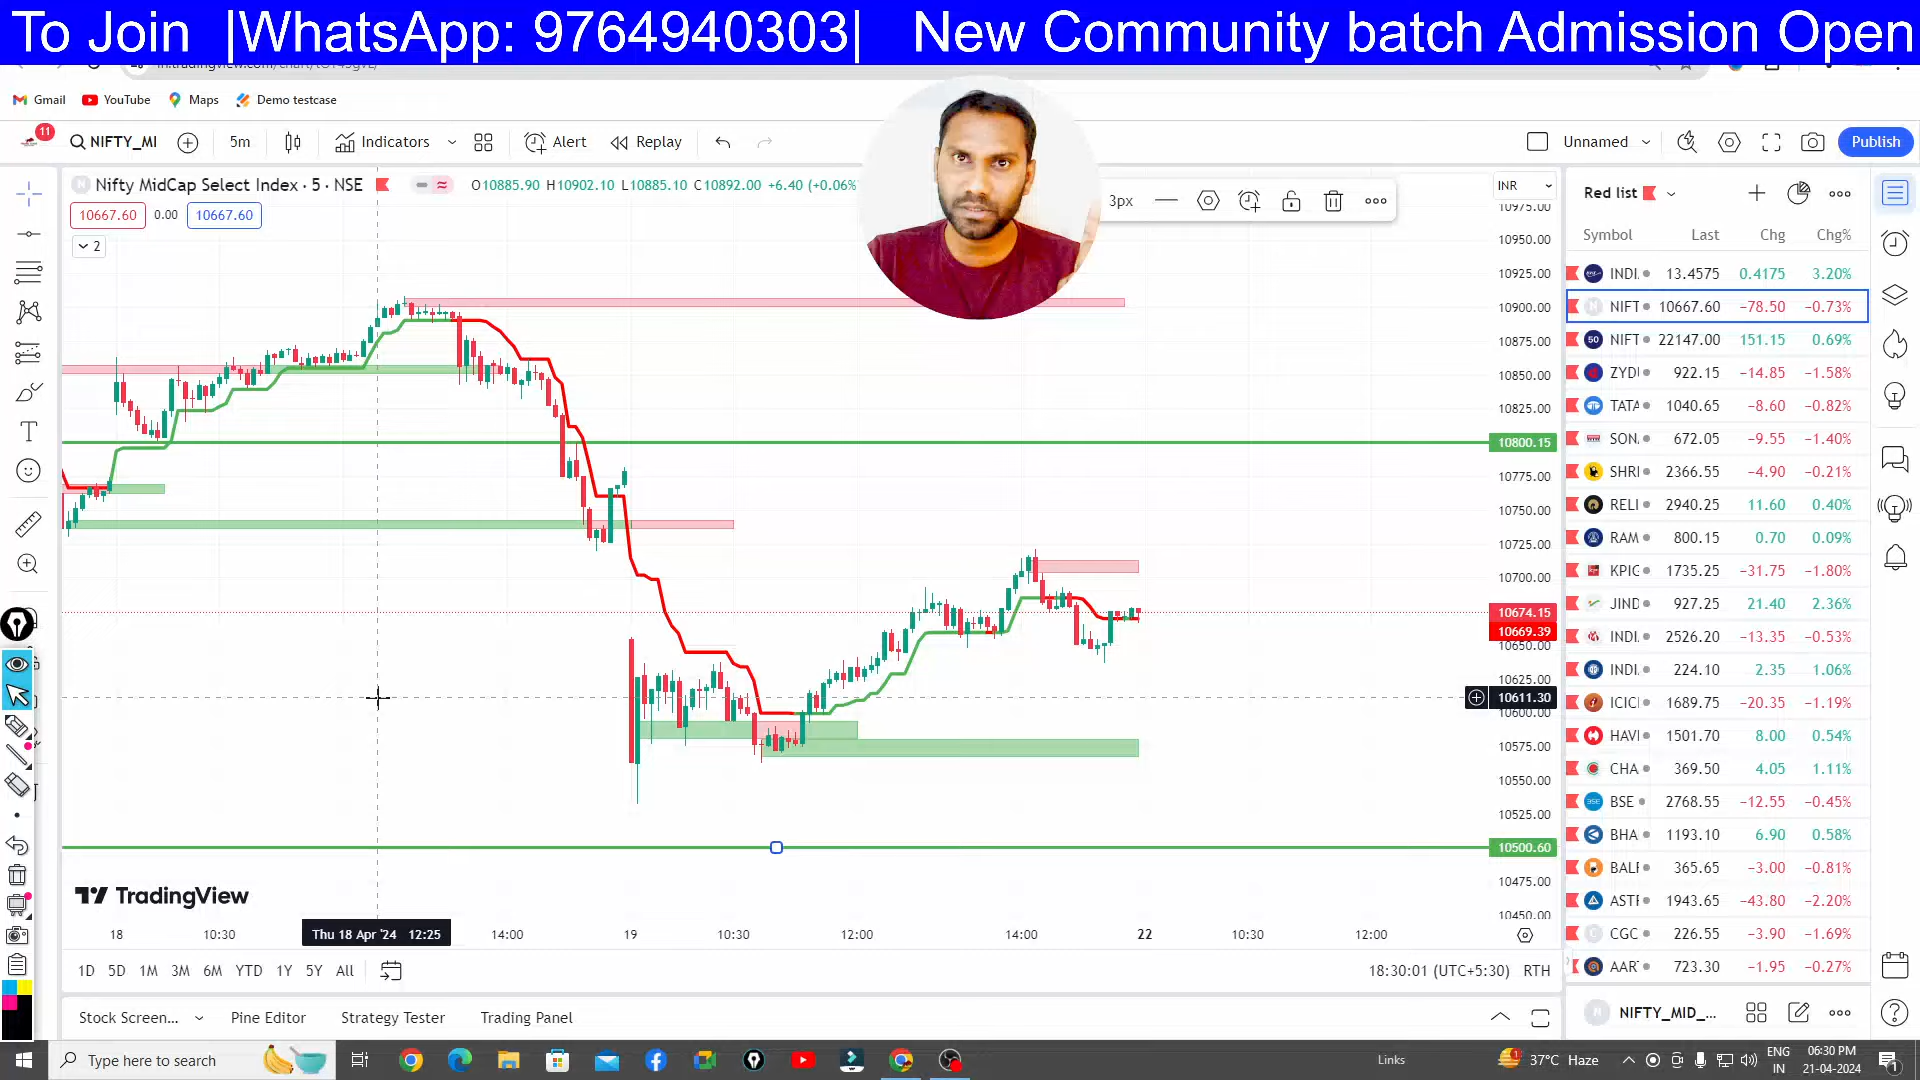 To Join |WhatsApp: 9764940303| New Community batch Admission Open
Gmail YouTube Maps Demo testcase
11 NIFTY_MI 5m Indicators Alert Replay Unnamed Publish
Nifty MidCap Select Index · 5 · NSE O10885.90 H10902.10 L10885.10 C10892.00 +6.40 (+0.06%
10667.60 0.00 10667.60
2
3px
INR
10975.00
10950.00
10925.00
10900.00
10875.00
10850.00
10825.00
10800.15
10775.00
10750.00
10725.00
10700.00
10674.15
10669.39
10650.00
10625.00
10611.30
10600.00
10575.00
10550.00
10525.00
10500.60
10475.00
10450.00
TradingView
18 10:30 Thu 18 Apr '24 12:25 14:00 19 10:30 12:00 14:00 22 10:30 12:00
1D 5D 1M 3M 6M YTD 1Y 5Y All 18:30:01 (UTC+5:30) RTH
Stock Screen... Pine Editor Strategy Tester Trading Panel
Red list
Symbol Last Chg Chg%
INDI 13.4575 0.4175 3.20%
NIFT 10667.60 −78.50 −0.73%
50 NIFT 22147.00 151.15 0.69%
ZYDI 922.15 −14.85 −1.58%
TATA 1040.65 −8.60 −0.82%
SON 672.05 −9.55 −1.40%
SHRI 2366.55 −4.90 −0.21%
RELI 2940.25 11.60 0.40%
RAM 800.15 0.70 0.09%
KPIC 1735.25 −31.75 −1.80%
JIND 927.25 21.40 2.36%
INDI 2526.20 −13.35 −0.53%
INDI 224.10 2.35 1.06%
ICICI 1689.75 −20.35 −1.19%
HAVI 1501.70 8.00 0.54%
CHA 369.50 4.05 1.11%
BSE 2768.55 −12.55 −0.45%
BHA 1193.10 6.90 0.58%
BALI 365.65 −3.00 −0.81%
ASTI 1943.65 −43.80 −2.20%
CGC 226.55 −3.90 −1.69%
AAR 723.30 −1.95 −0.27%
NIFTY_MID_...
Type here to search Links 37°C Haze ENG IN 06:30 PM 21-04-2024 1